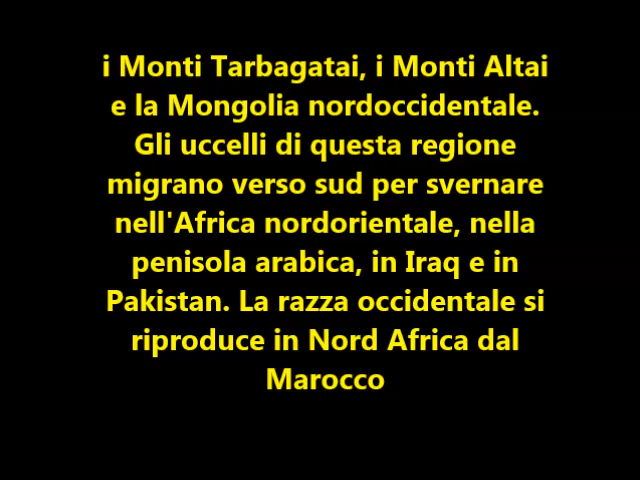 i Monti Tarbagatai, i Monti Altai
e la Mongolia nordoccidentale.
Gli uccelli di questa regione
migrano verso sud per svernare
nell'Africa nordorientale, nella
penisola arabica, in Iraq e in
Pakistan. La razza occidentale si
riproduce in Nord Africa dal
Marocco